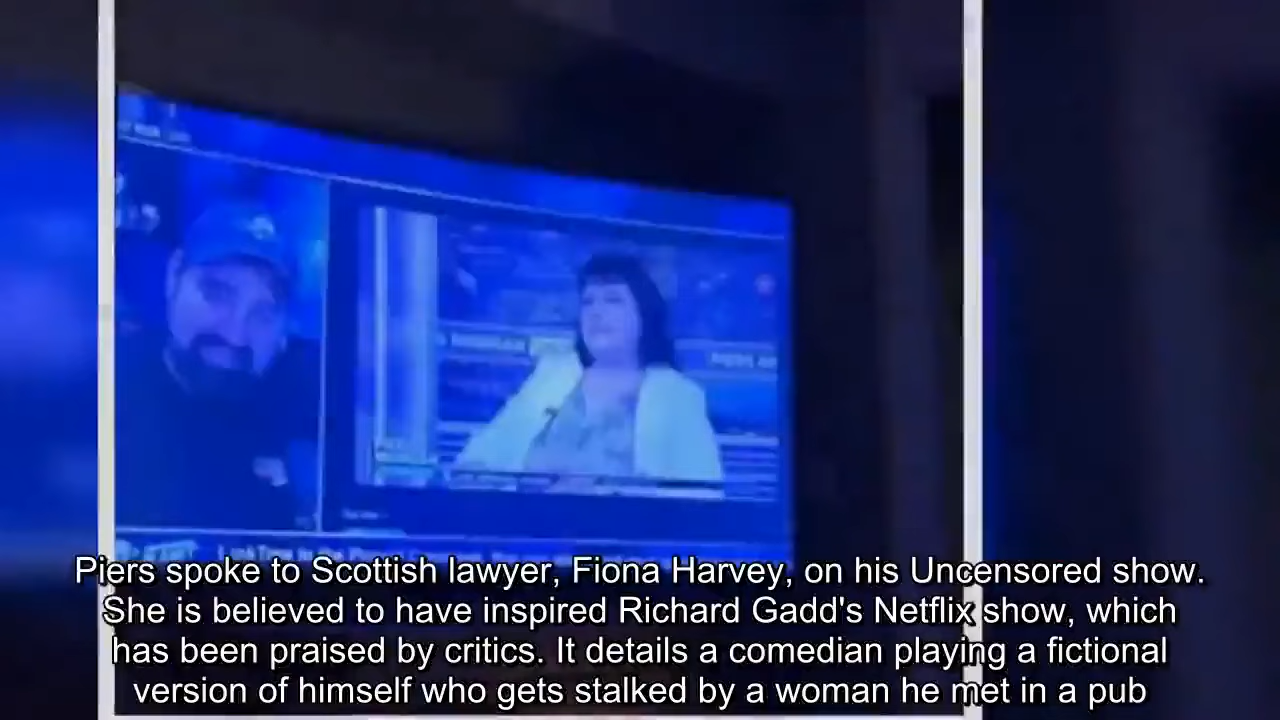 Piers spoke to Scottish lawyer, Fiona Harvey, on his Uncensored show.
She is believed to have inspired Richard Gadd's Netflix show, which
has been praised by critics. It details a comedian playing a fictional
version of himself who gets stalked by a woman he met in a pub